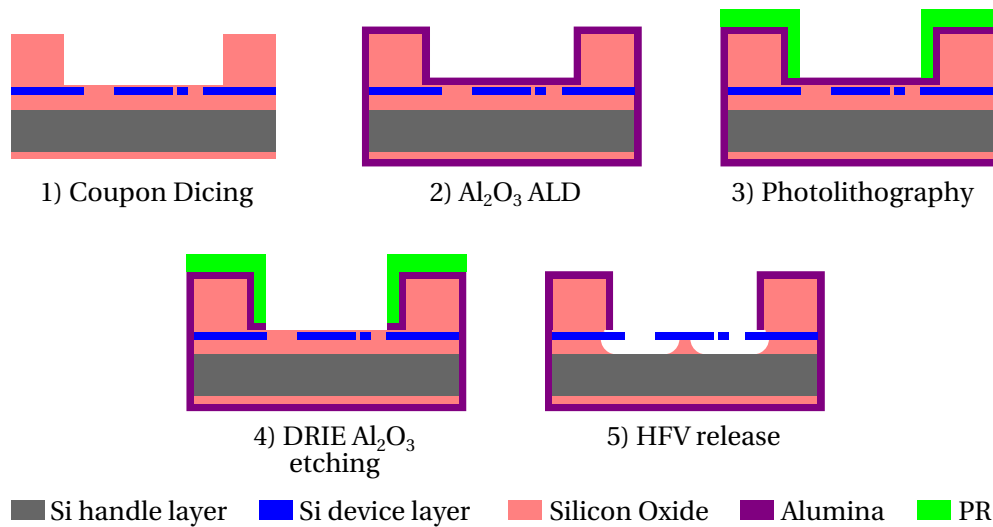 1) Coupon Dicing
2) Al₂O₃ ALD
3) Photolithography
4) DRIE Al₂O₃
etching
5) HFV release
Si handle layer
Si device layer
Silicon Oxide
Alumina
PR